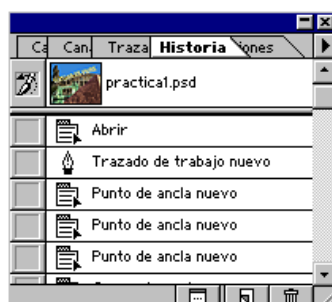 Ca Can Traza Historia iones
practica1.psd
Abrir
Trazado de trabajo nuevo
Punto de ancla nuevo
Punto de ancla nuevo
Punto de ancla nuevo